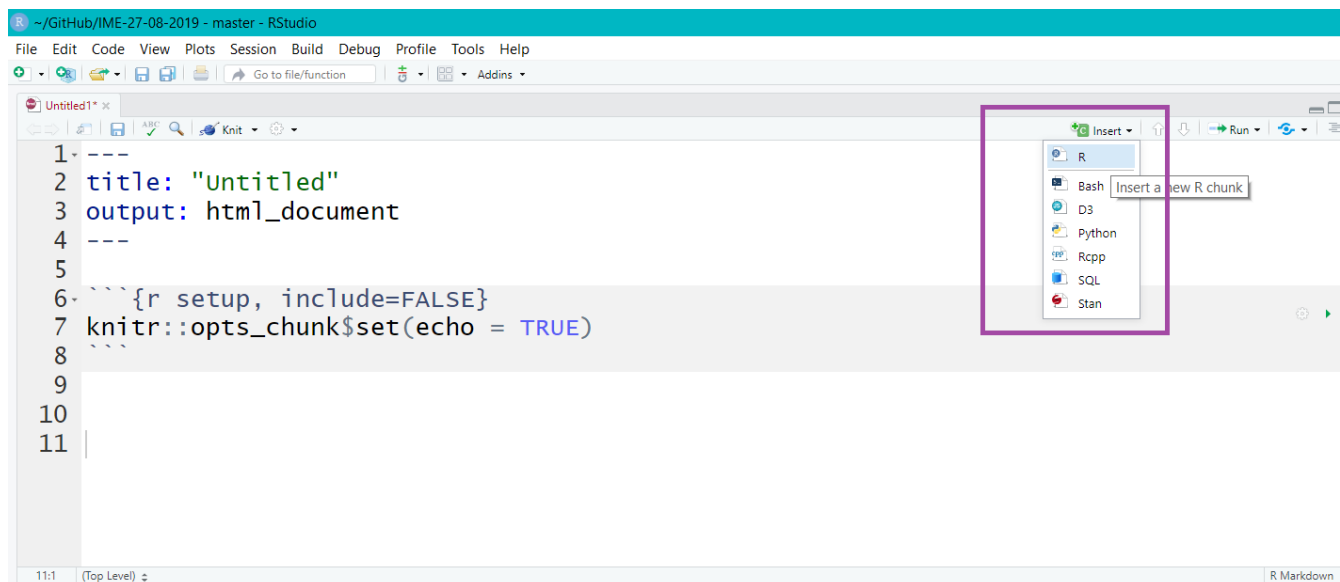 ~/GitHub/IME-27-08-2019 - master - RStudio
File Edit Code View Plots Session Build Debug Profile Tools Help
Go to file/function Addins
Untitled1* ×
ABC Knit Insert Run
1 ---
2 title: "Untitled"
3 output: html_document
4 ---
5
6 ```{r setup, include=FALSE}
7 knitr::opts_chunk$set(echo = TRUE)
8 ```
9
10
11
R
Bash
Insert a new R chunk
D3
Python
Rcpp
SQL
Stan
11:1 (Top Level) R Markdown